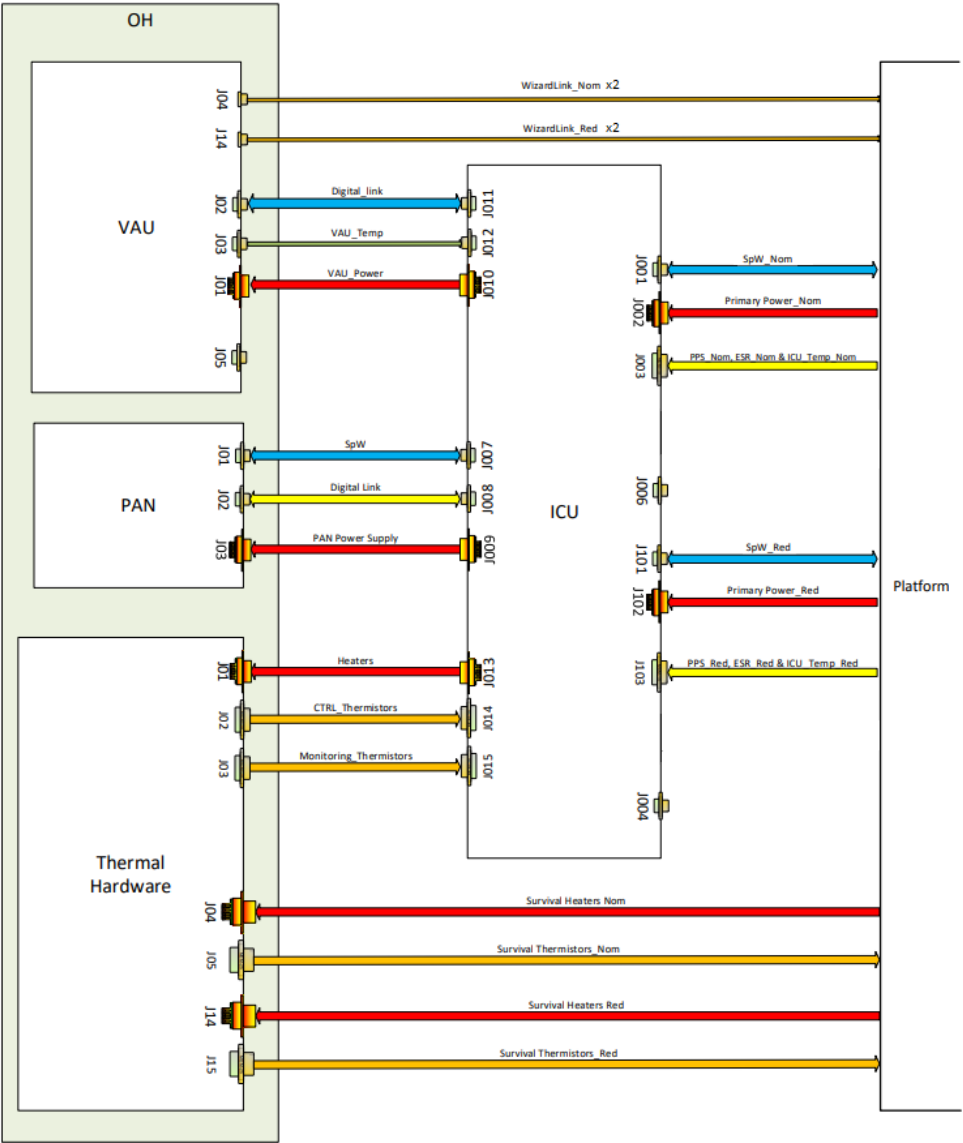 OH
WizardLink_Nom x2
J04
WizardLink_Red x2
J14
VAU
Digital_link
J02
J011
VAU_Temp
J03
J012
VAU_Power
J01
J010
J05
J001
SpW_Nom
J002
Primary Power_Nom
J003
PPS_Nom, ESR_Nom & ICU_Temp_Nom
PAN
J01
SpW
J007
J02
Digital Link
J008
J03
PAN Power Supply
J009
ICU
J006
J101
SpW_Red
J102
Primary Power_Red
Platform
J103
PPS_Red, ESR_Red & ICU_Temp_Red
J004
Thermal
Hardware
J01
Heaters
J013
J02
CTRL_Thermistors
J014
J03
Monitoring_Thermistors
J015
J04
Survival Heaters Nom
J05
Survival Thermistors_Nom
J14
Survival Heaters Red
J15
Survival Thermistors_Red